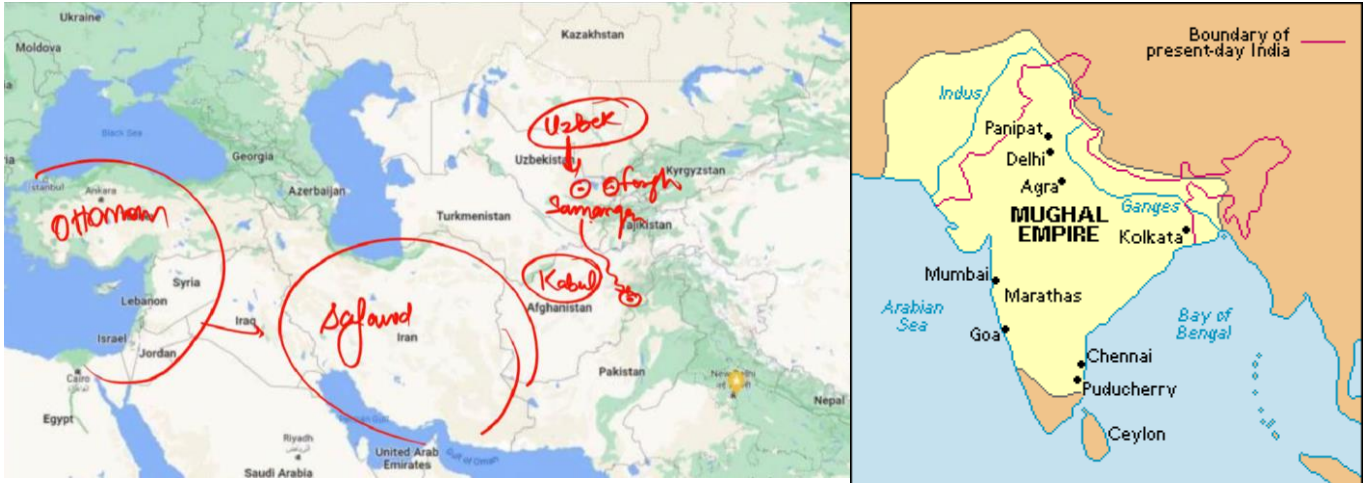 Ukraine
Moldova
Kazakhstan
Black Sea
Georgia
Azerbaijan
Uzbek
Uzbekistan
Kyrgyzstan
Istanbul
Ankara
Ottoman
Turkmenistan
Tajikistan
Syria
Lebanon
Israel
Iraq
Jordan
Safavid
Iran
Kabul
Afghanistan
Cairo
Egypt
Pakistan
New Delhi
Nepal
Riyadh
الرياض
Saudi Arabia
United Arab
Emirates
Gulf of Oman
Boundary of
present-day India
Indus
Panipat
Delhi
Agra
MUGHAL
EMPIRE
Ganges
Kolkata
Mumbai
Marathas
Arabian
Sea
Goa
Bay of
Bengal
Chennai
Puducherry
Ceylon